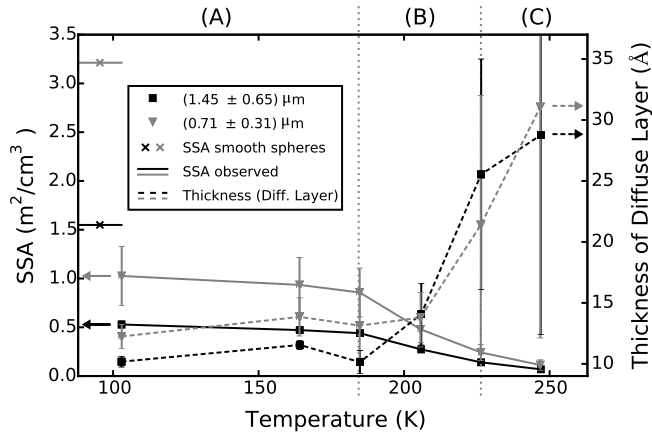 (A) (B) (C)
3.5
3.0
2.5
2.0
1.5
1.0
0.5
0.0
SSA (m²/cm³ )
(1.45 ± 0.65) μm
(0.71 ± 0.31) μm
SSA smooth spheres
SSA observed
Thickness (Diff. Layer)
35
30
25
20
15
10
Thickness of Diffuse Layer (Å)
100 150 200 250
Temperature (K)